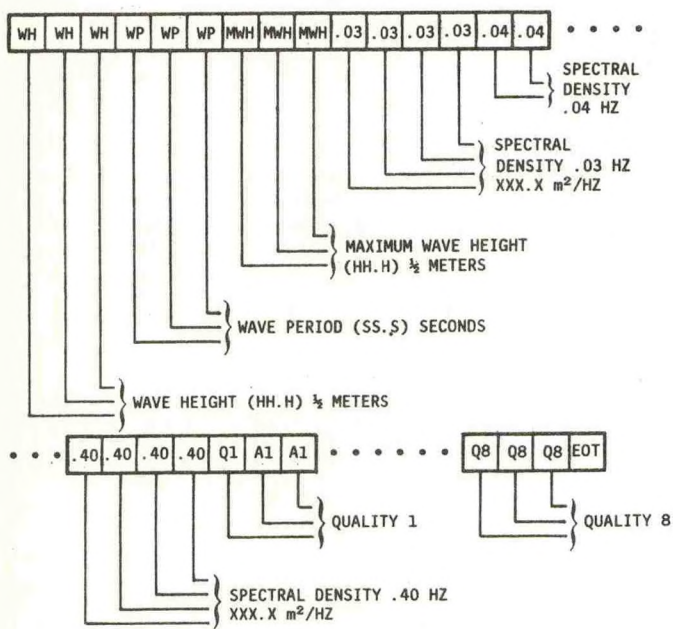 WH WH WH WP WP WP MWH MWH MWH .03 .03 .03 .03 .04 .04 • • • •
SPECTRAL
DENSITY
.04 HZ
SPECTRAL
DENSITY .03 HZ
XXX.X m²/HZ
MAXIMUM WAVE HEIGHT
(HH.H) ½ METERS
WAVE PERIOD (SS.S) SECONDS
WAVE HEIGHT (HH.H) ½ METERS
• • • .40 .40 .40 .40 Q1 A1 A1 • • • • • • Q8 Q8 Q8 EOT
QUALITY 1
QUALITY 8
SPECTRAL DENSITY .40 HZ
XXX.X m²/HZ